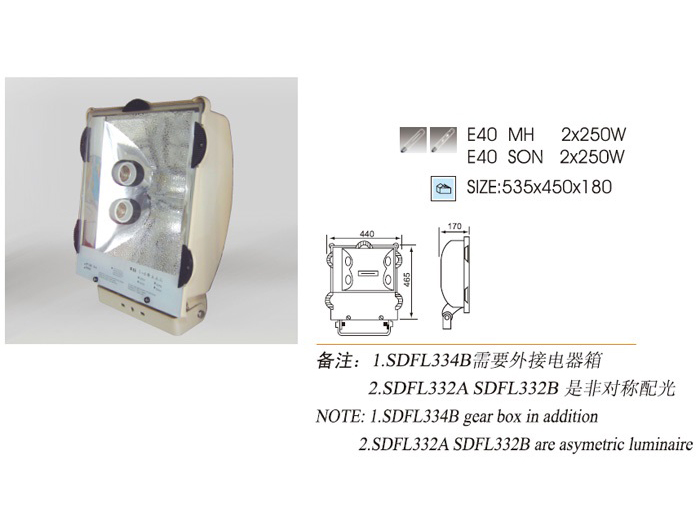 E40 MH 2x250W
E40 SON 2x250W
SIZE:535x450x180
440
170
465
备注：1.SDFL334B需要外接电器箱
2.SDFL332A SDFL332B 是非对称配光
NOTE: 1.SDFL334B gear box in addition
2.SDFL332A SDFL332B are asymetric luminaire